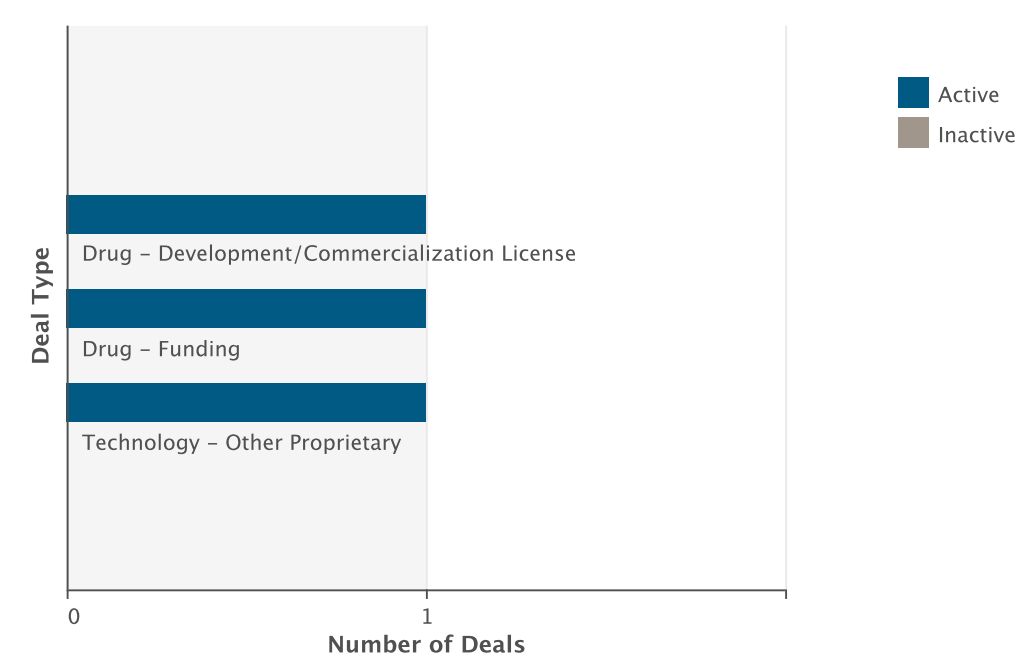 Active
Inactive
Drug – Development/Commercialization License
Drug – Funding
Technology – Other Proprietary
Deal Type
0 1
Number of Deals